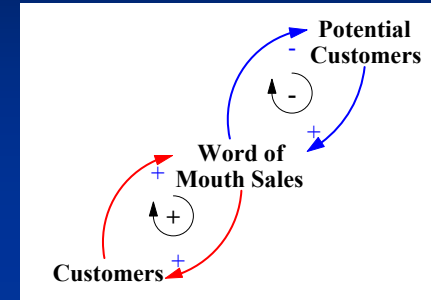 Potential
- Customers
-
+
Word of
+ Mouth Sales
+
+
Customers